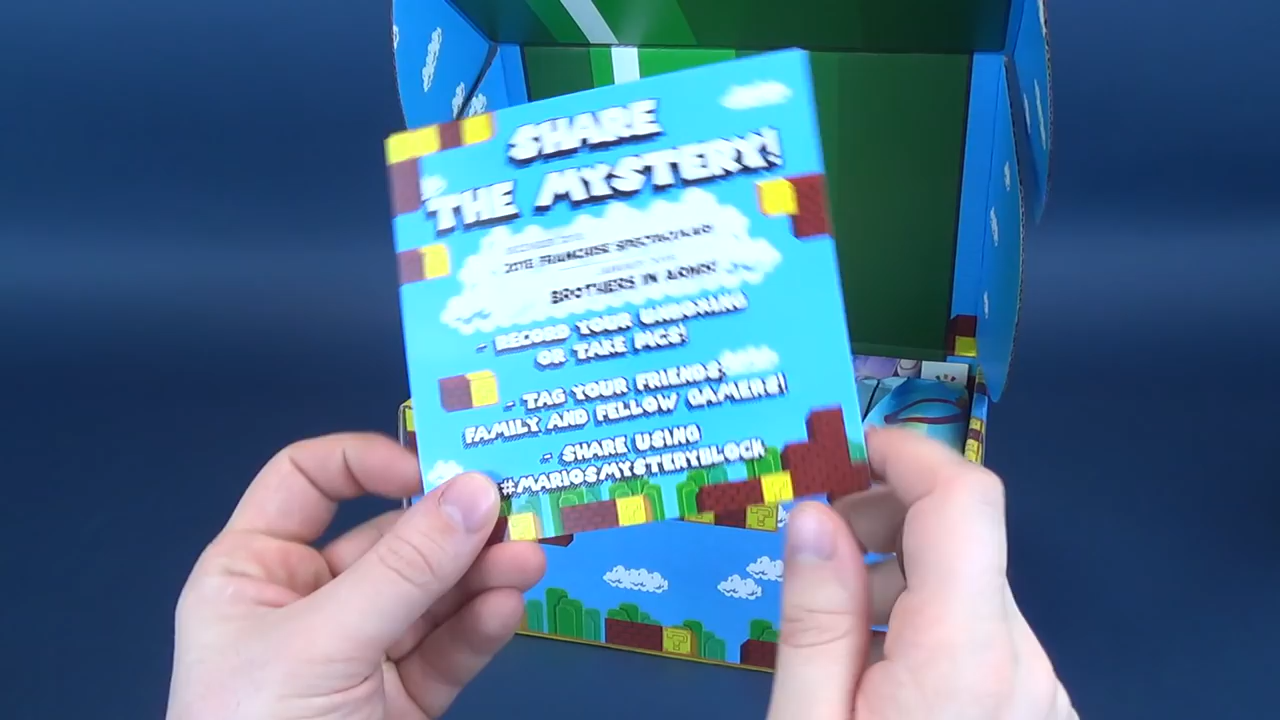 SHARE
THE MYSTERY!
FRANCHISE
BROTHERS IN ARMS!
- RECORD YOUR UNBOXING
OR TAKE PICS!
- TAG YOUR FRIENDS
FAMILY AND FELLOW GAMERS!
- SHARE USING
#MARIOSMYSTERYBLOCK